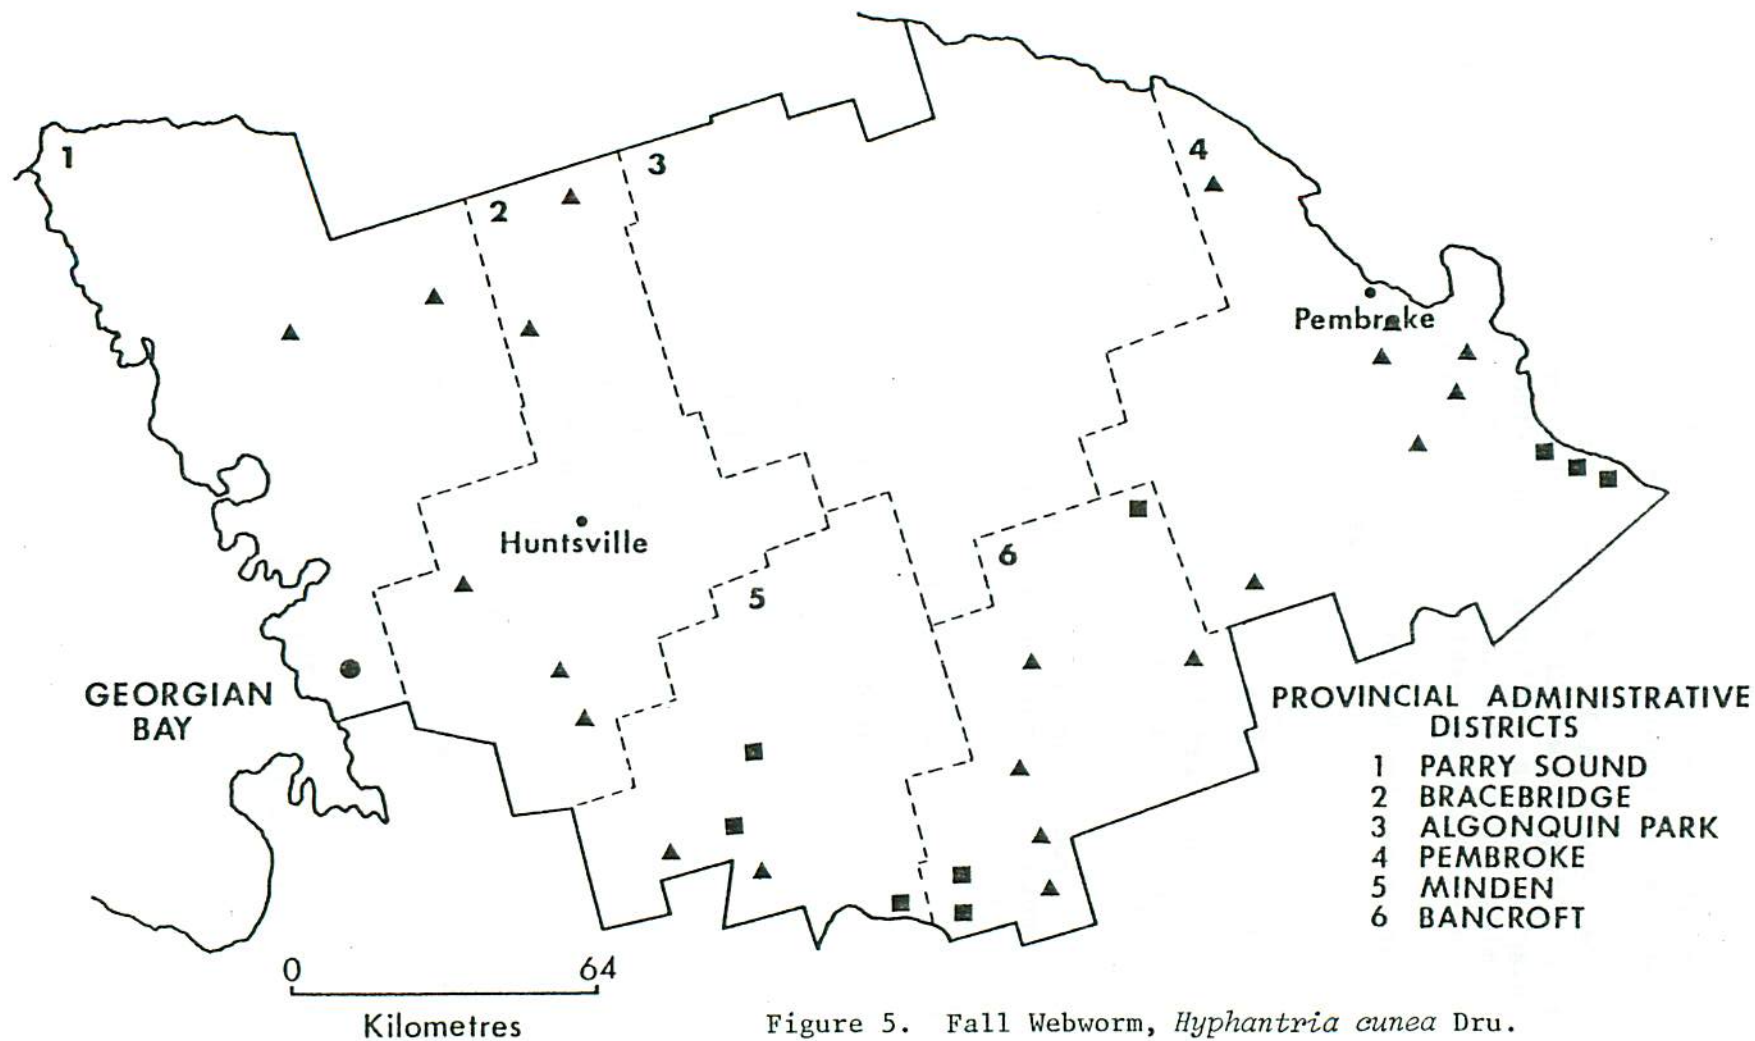 1
2
3
4
Pembroke
Huntsville
5
6
GEORGIAN
BAY
PROVINCIAL ADMINISTRATIVE
DISTRICTS
1 PARRY SOUND
2 BRACEBRIDGE
3 ALGONQUIN PARK
4 PEMBROKE
5 MINDEN
6 BANCROFT
0 64
Kilometres
Figure 5. Fall Webworm, Hyphantria cunea Dru.